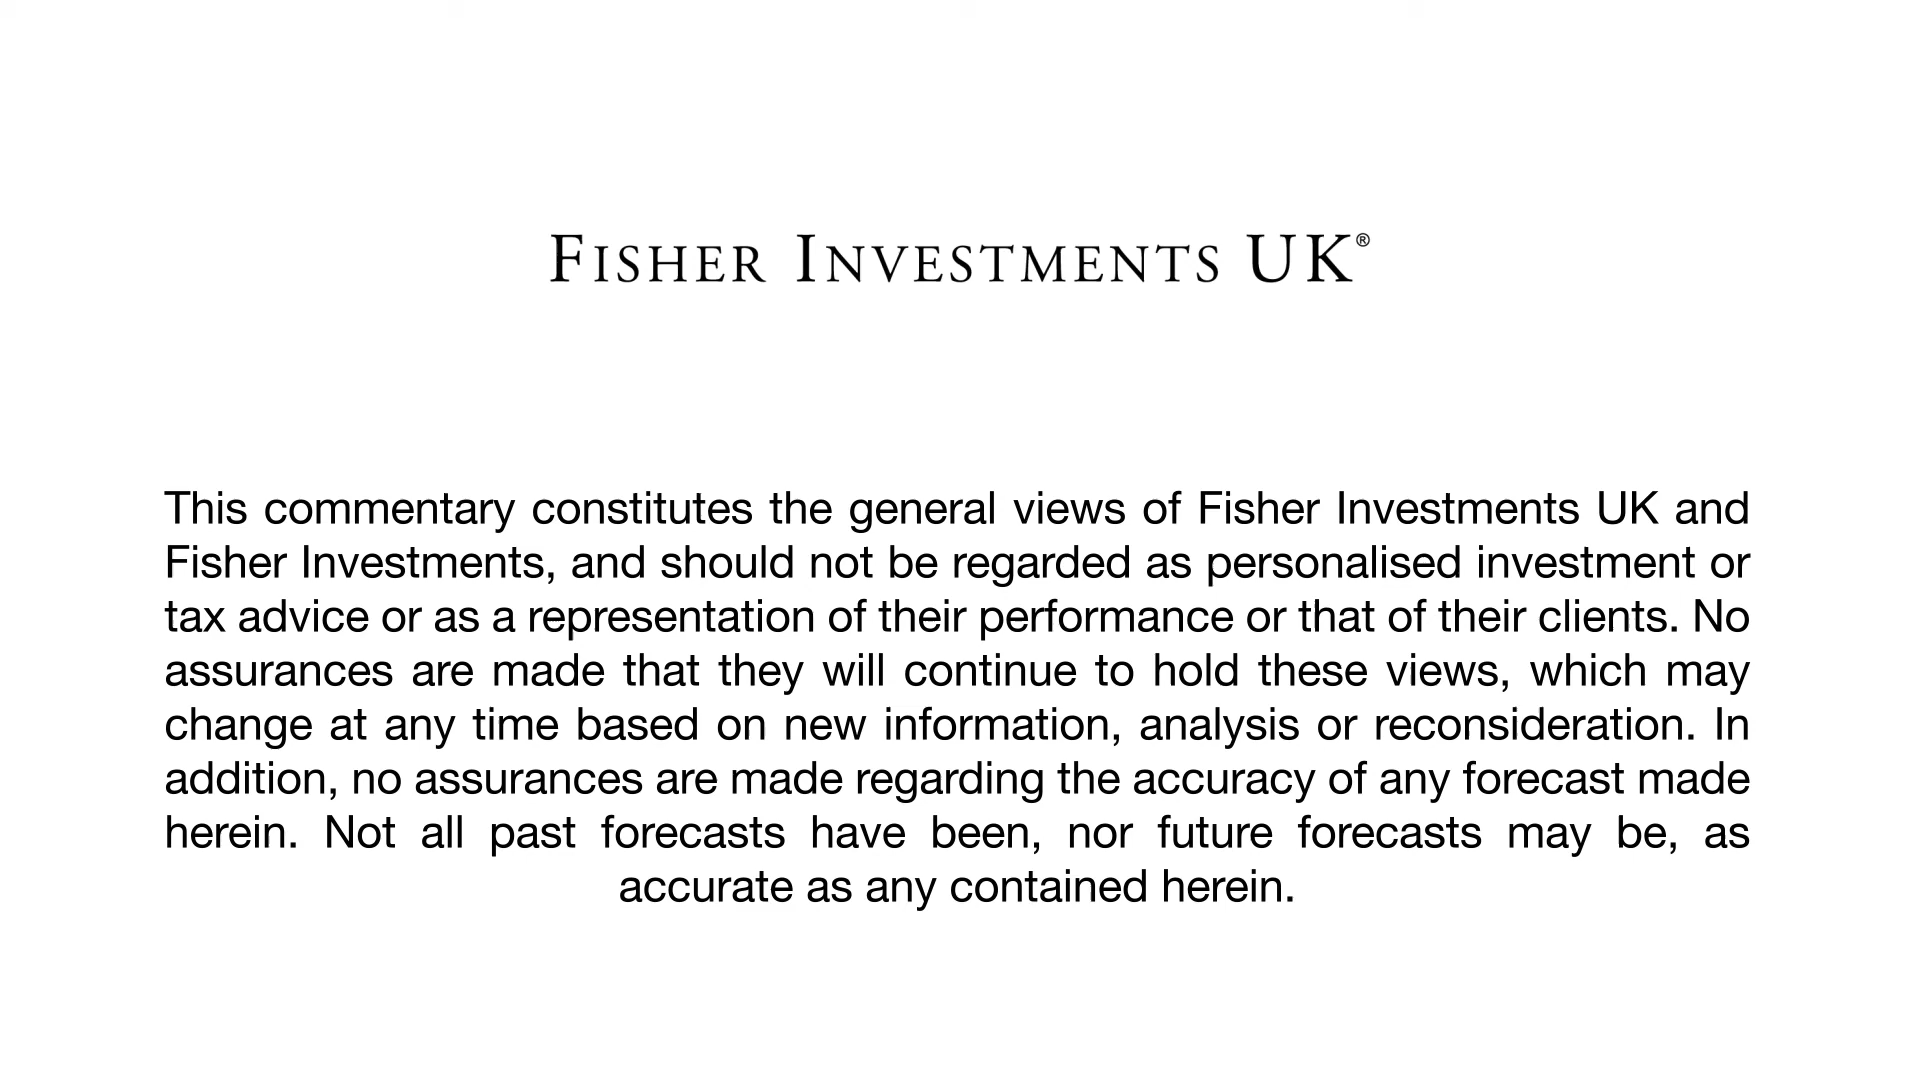 FISHER INVESTMENTS UK®
This commentary constitutes the general views of Fisher Investments UK and
Fisher Investments, and should not be regarded as personalised investment or
tax advice or as a representation of their performance or that of their clients. No
assurances are made that they will continue to hold these views, which may
change at any time based on new information, analysis or reconsideration. In
addition, no assurances are made regarding the accuracy of any forecast made
herein. Not all past forecasts have been, nor future forecasts may be, as
accurate as any contained herein.